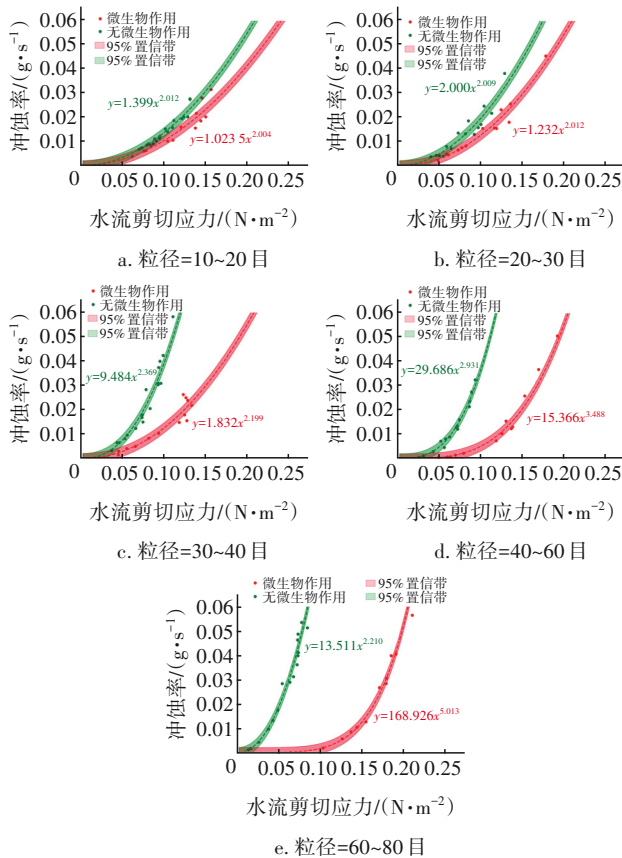 微生物作用
无微生物作用
95% 置信带
95% 置信带
冲蚀率/(g•s⁻¹)
0.06
0.05
0.04
0.03
0.02
0.01
y=1.399x^2.012
y=1.023 5x^2.004
0 0.05 0.10 0.15 0.20 0.25
水流剪切应力/(N•m⁻²)
a. 粒径=10~20 目
微生物作用
无微生物作用
95% 置信带
95% 置信带
冲蚀率/(g•s⁻¹)
0.06
0.05
0.04
0.03
0.02
0.01
y=2.000x^2.009
y=1.232x^2.012
0 0.05 0.10 0.15 0.20 0.25
水流剪切应力/(N•m⁻²)
b. 粒径=20~30 目
微生物作用
无微生物作用
95% 置信带
95% 置信带
冲蚀率/(g•s⁻¹)
0.06
0.05
0.04
0.03
0.02
0.01
y=9.484x^2.369
y=1.832x^2.199
0 0.05 0.10 0.15 0.20 0.25
水流剪切应力/(N•m⁻²)
c. 粒径=30~40 目
微生物作用
无微生物作用
95% 置信带
95% 置信带
冲蚀率/(g•s⁻¹)
0.06
0.05
0.04
0.03
0.02
0.01
y=29.686x^2.931
y=15.366x^3.488
0 0.05 0.10 0.15 0.20 0.25
水流剪切应力/(N•m⁻²)
d. 粒径=40~60 目
微生物作用 95% 置信带
无微生物作用 95% 置信带
冲蚀率/(g•s⁻¹)
0.06
0.05
0.04
0.03
0.02
0.01
y=13.511x^2.210
y=168.926x^5.013
0 0.05 0.10 0.15 0.20 0.25
水流剪切应力/(N•m⁻²)
e. 粒径=60~80 目